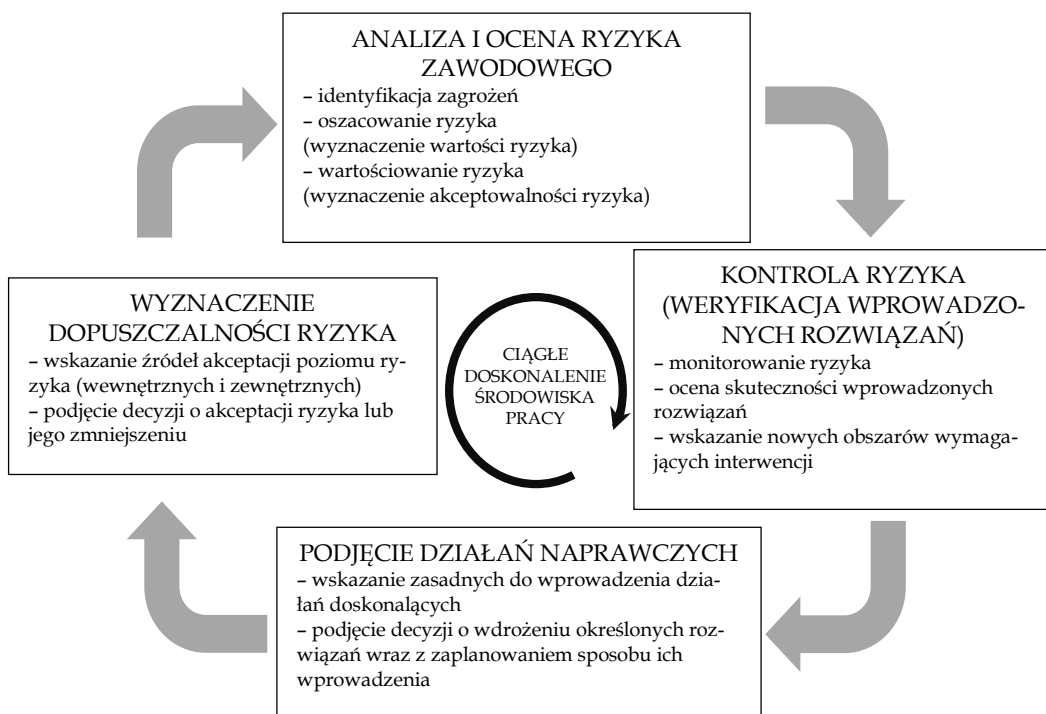 ANALIZA I OCENA RYZYKA
ZAWODOWEGO
– identyfikacja zagrożeń
– oszacowanie ryzyka
(wyznaczenie wartości ryzyka)
– wartościowanie ryzyka
(wyznaczenie akceptowalności ryzyka)
WYZNACZENIE
DOPUSZCZALNOŚCI RYZYKA
– wskazanie źródeł akceptacji poziomu ry-
zyka (wewnętrznych i zewnętrznych)
– podjęcie decyzji o akceptacji ryzyka lub
jego zmniejszeniu
CIĄGŁE
DOSKONALENIE
ŚRODOWISKA
PRACY
KONTROLA RYZYKA
(WERYFIKACJA WPROWADZO-
NYCH ROZWIĄZAŃ)
– monitorowanie ryzyka
– ocena skuteczności wprowadzonych
rozwiązań
– wskazanie nowych obszarów wymaga-
jących interwencji
PODJĘCIE DZIAŁAŃ NAPRAWCZYCH
– wskazanie zasadnych do wprowadzenia dzia-
łań doskonalących
– podjęcie decyzji o wdrożeniu określonych roz-
wiązań wraz z zaplanowaniem sposobu ich
wprowadzenia